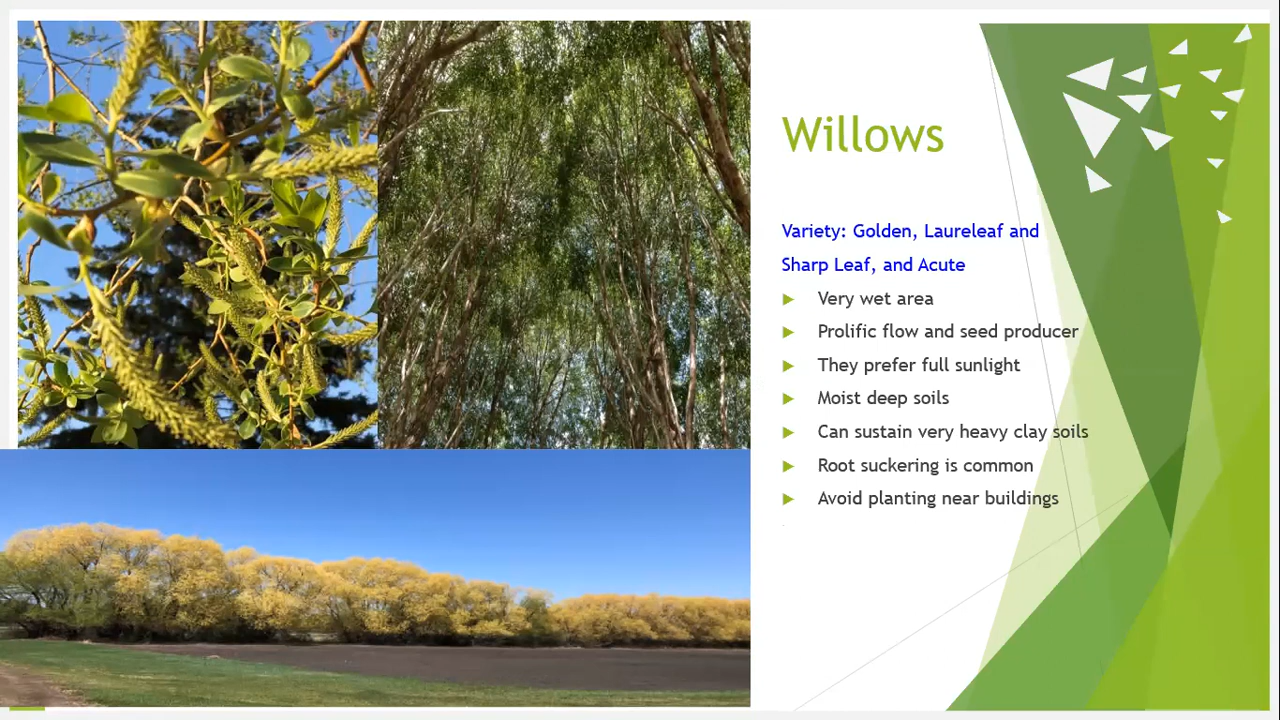 Willows
Variety: Golden, Laureleaf and
Sharp Leaf, and Acute
Very wet area
Prolific flow and seed producer
They prefer full sunlight
Moist deep soils
Can sustain very heavy clay soils
Root suckering is common
Avoid planting near buildings